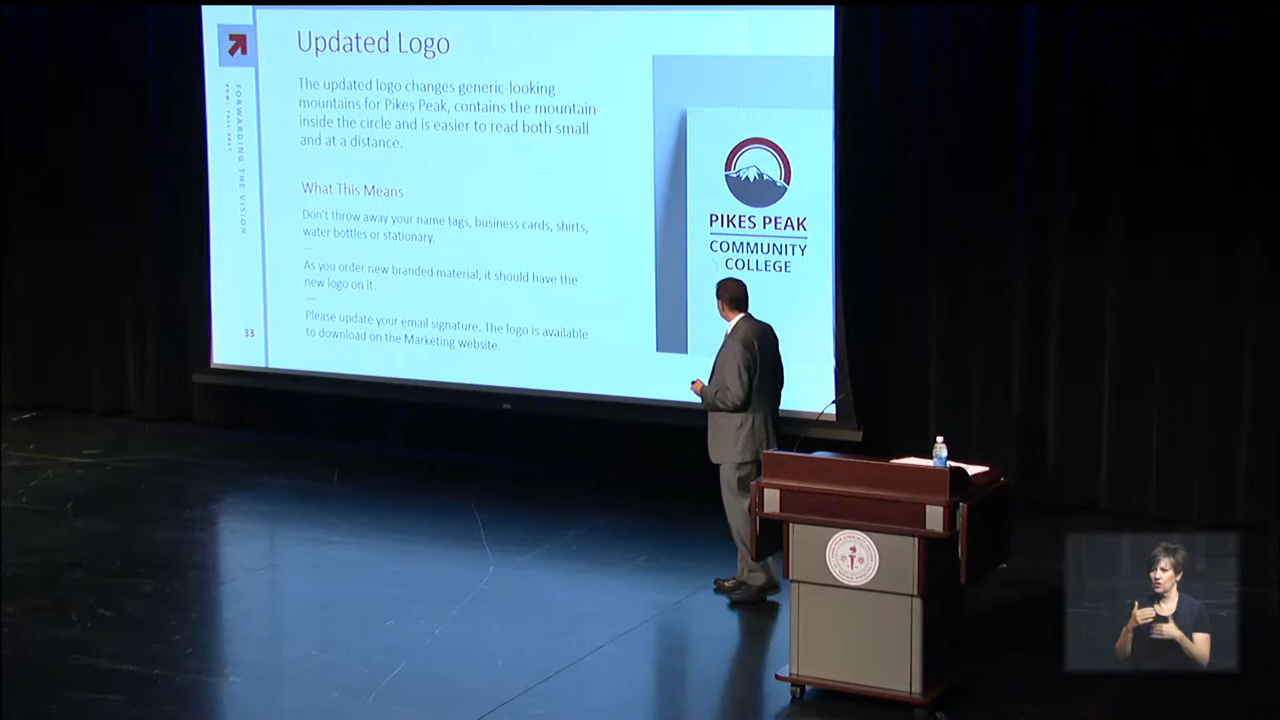 Updated Logo
The updated logo changes generic-looking
mountains for Pikes Peak, contains the mountain
inside the circle and is easier to read both small
and at a distance.
What This Means
Don't throw away your name tags, business cards, shirts,
water bottles or stationary.
As you order new branded material, it should have the
new logo on it.
Please update your email signature. The logo is available
to download on the Marketing website.
FORWARDING THE VISION
33
PIKES PEAK
COMMUNITY
COLLEGE